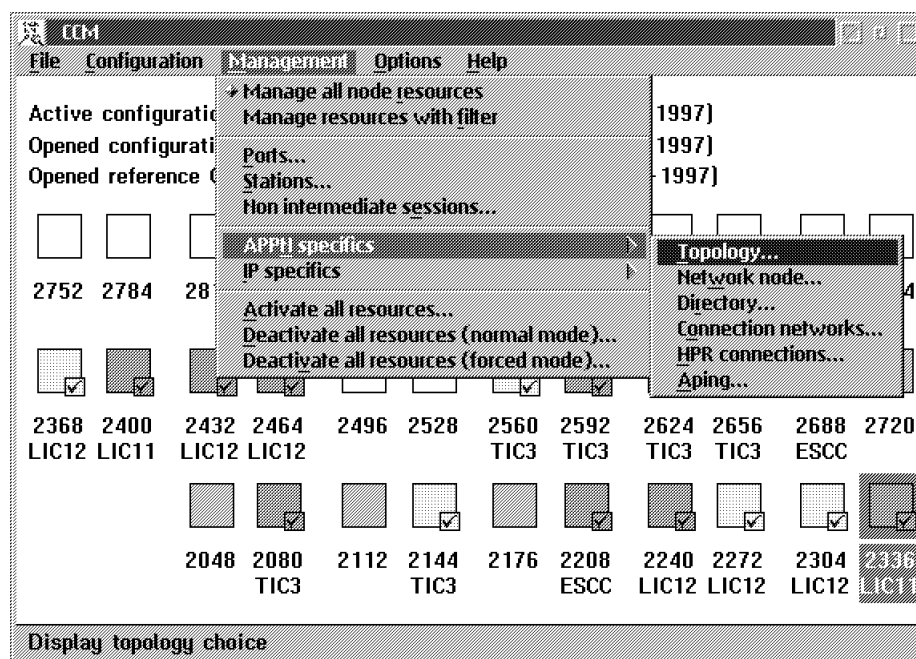 CCM
File Configuration Management Options Help
Manage all node resources
Manage resources with filter
Ports...
Stations...
Non intermediate sessions...
APPN specifics
IP specifics
Activate all resources...
Deactivate all resources (normal mode)...
Deactivate all resources (forced mode)...
Topology...
Network node...
Directory...
Connection networks...
HPR connections...
Aping...
Active 1997)
Opened 1997)
Opened reference 1997)
2752 2784
2368 2400 2432 2464 2496 2528 2560 2592 2624 2656 2688 2720
LIC12 LIC11 LIC12 LIC12 TIC3 TIC3 TIC3 TIC3 ESCC
2048 2080 2112 2144 2176 2208 2240 2272 2304 2336
TIC3 TIC3 ESCC LIC12 LIC12 LIC12 LIC11
Display topology choice